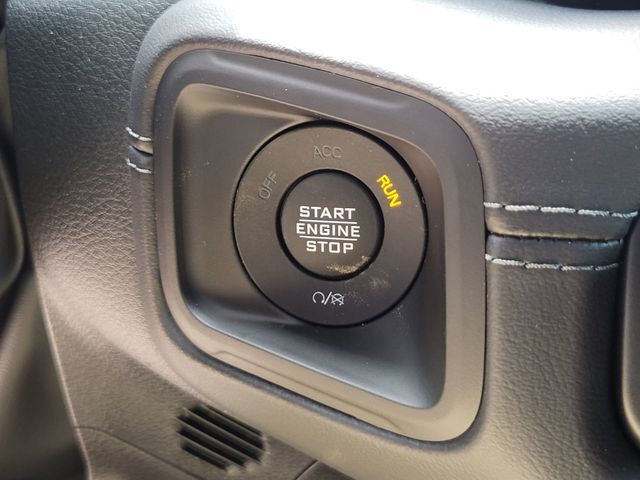 ACC
OFF
RUN
START
ENGINE
STOP